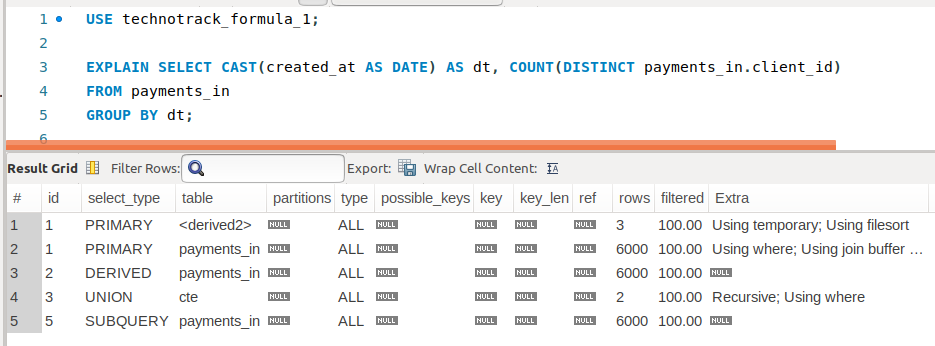 1 USE technotrack_formula_1;
2
3 EXPLAIN SELECT CAST(created_at AS DATE) AS dt, COUNT(DISTINCT payments_in.client_id)
4 FROM payments_in
5 GROUP BY dt;
6
Result Grid Filter Rows: Export: Wrap Cell Content: IA
# id select_type table partitions type possible_keys key key_len ref rows filtered Extra
1 1 PRIMARY <derived2> NULL ALL NULL NULL NULL NULL 3 100.00 Using temporary; Using filesort
2 1 PRIMARY payments_in NULL ALL NULL NULL NULL NULL 6000 100.00 Using where; Using join buffer ...
3 2 DERIVED payments_in NULL ALL NULL NULL NULL NULL 6000 100.00 NULL
4 3 UNION cte NULL ALL NULL NULL NULL NULL 2 100.00 Recursive; Using where
5 5 SUBQUERY payments_in NULL ALL NULL NULL NULL NULL 6000 100.00 NULL